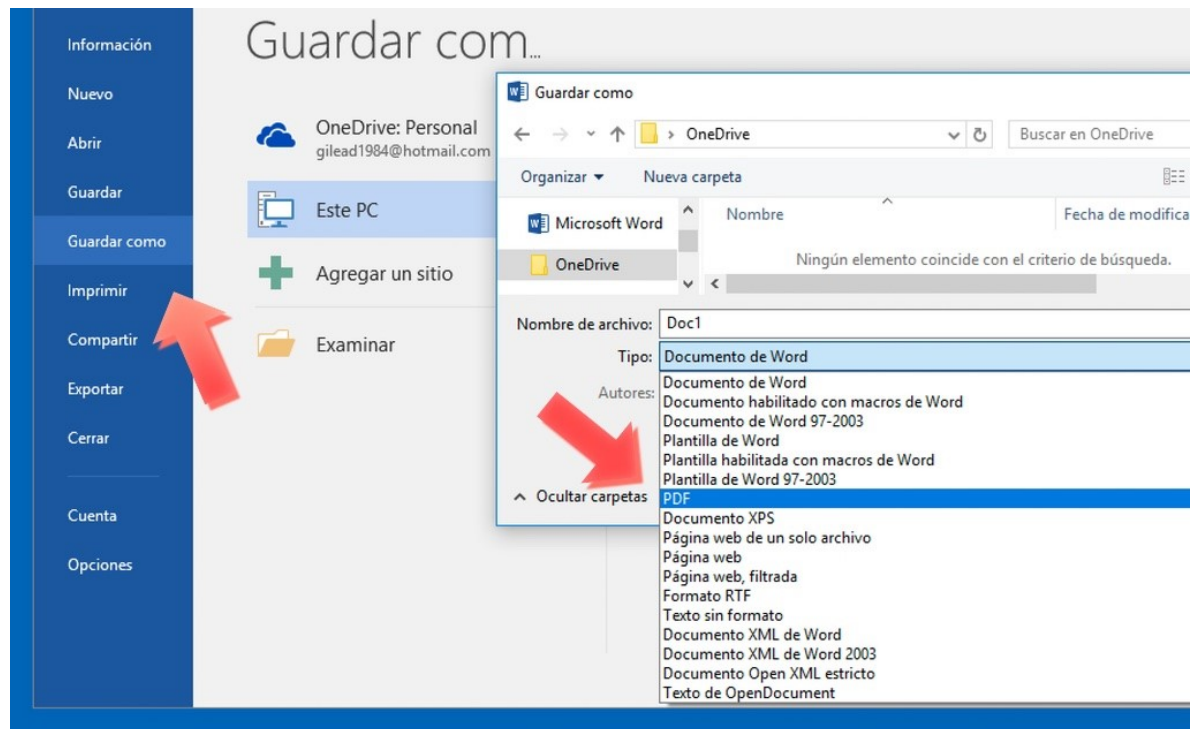 Información
Nuevo
Abrir
Guardar
Guardar como
Imprimir
Compartir
Exportar
Cerrar
Cuenta
Opciones
Guardar com...
OneDrive: Personal
gilead1984@hotmail.com
Este PC
Agregar un sitio
Examinar
Guardar como
OneDrive
Buscar en OneDrive
Organizar
Nueva carpeta
Microsoft Word
OneDrive
Nombre
Fecha de modifica
Ningún elemento coincide con el criterio de búsqueda.
Nombre de archivo: Doc1
Tipo: Documento de Word
Autores:
Ocultar carpetas
Documento de Word
Documento habilitado con macros de Word
Documento de Word 97-2003
Plantilla de Word
Plantilla habilitada con macros de Word
Plantilla de Word 97-2003
PDF
Documento XPS
Página web de un solo archivo
Página web
Página web, filtrada
Formato RTF
Texto sin formato
Documento XML de Word
Documento XML de Word 2003
Documento Open XML estricto
Texto de OpenDocument